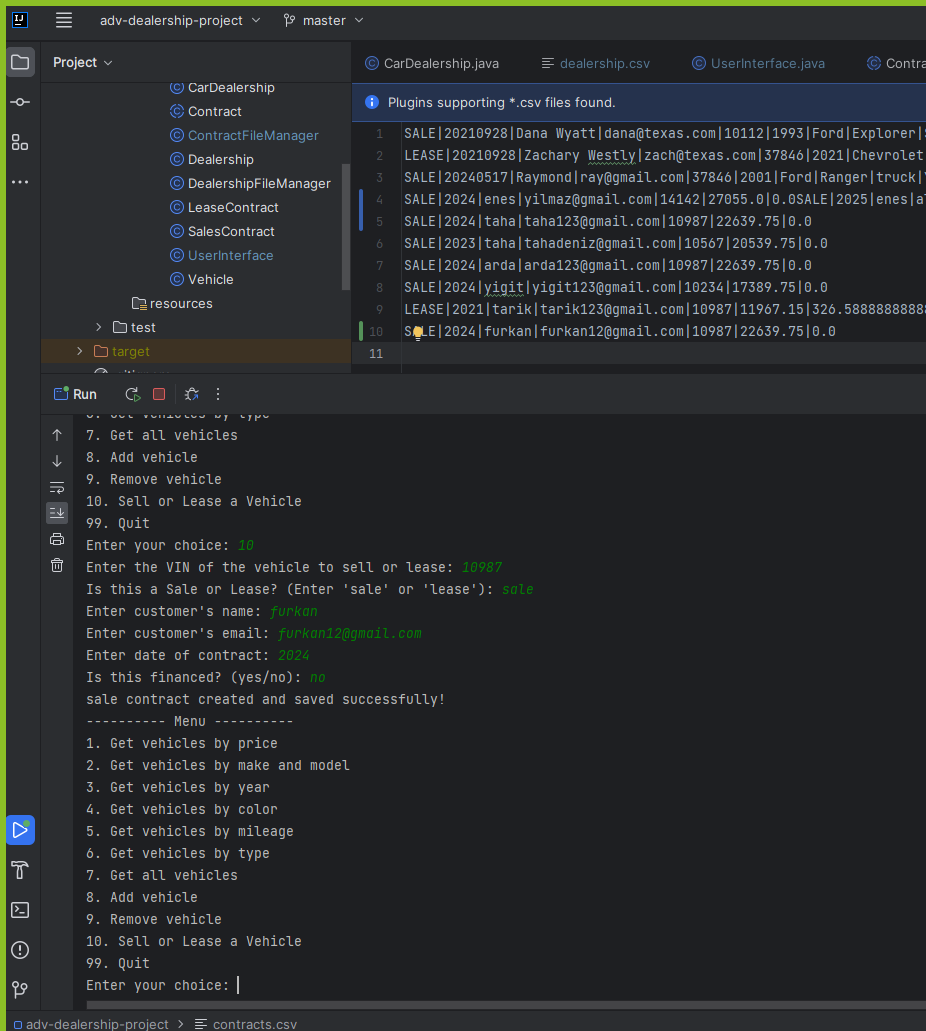 IJ adv-dealership-project master
Project
CarDealership
Contract
ContractFileManager
Dealership
DealershipFileManager
LeaseContract
SalesContract
UserInterface
Vehicle
resources
test
target
CarDealership.java dealership.csv UserInterface.java Contra
Plugins supporting *.csv files found.
1 SALE|20210928|Dana Wyatt|dana@texas.com|10112|1993|Ford|Explorer|S
2 LEASE|20210928|Zachary Westly|zach@texas.com|37846|2021|Chevrolet
3 SALE|20240517|Raymond|ray@gmail.com|37846|2001|Ford|Ranger|truck|Y
4 SALE|2024|enes|yilmaz@gmail.com|14142|27055.0|0.0SALE|2025|enes|al
5 SALE|2024|taha|taha123@gmail.com|10987|22639.75|0.0
6 SALE|2023|taha|tahadeniz@gmail.com|10567|20539.75|0.0
7 SALE|2024|arda|arda123@gmail.com|10987|22639.75|0.0
8 SALE|2024|yigit|yigit123@gmail.com|10234|17389.75|0.0
9 LEASE|2021|tarik|tarik123@gmail.com|10987|11967.15|326.5888888888
10 SALE|2024|furkan|furkan12@gmail.com|10987|22639.75|0.0
11
Run
6. Get vehicles by type
7. Get all vehicles
8. Add vehicle
9. Remove vehicle
10. Sell or Lease a Vehicle
99. Quit
Enter your choice: 10
Enter the VIN of the vehicle to sell or lease: 10987
Is this a Sale or Lease? (Enter 'sale' or 'lease'): sale
Enter customer's name: furkan
Enter customer's email: furkan12@gmail.com
Enter date of contract: 2024
Is this financed? (yes/no): no
sale contract created and saved successfully!
---------- Menu ----------
1. Get vehicles by price
2. Get vehicles by make and model
3. Get vehicles by year
4. Get vehicles by color
5. Get vehicles by mileage
6. Get vehicles by type
7. Get all vehicles
8. Add vehicle
9. Remove vehicle
10. Sell or Lease a Vehicle
99. Quit
Enter your choice:
adv-dealership-project > contracts.csv